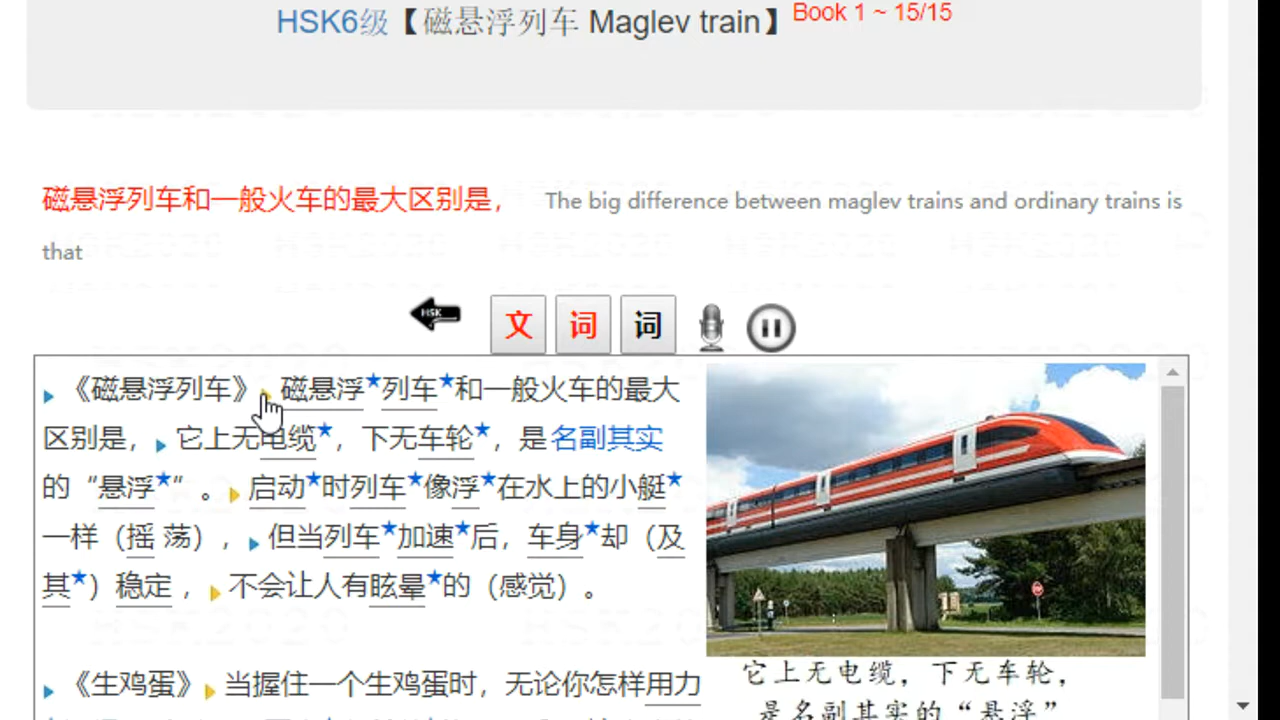 HSK6级【磁悬浮列车 Maglev train】 Book 1 ~ 15/15
磁悬浮列车和一般火车的最大区别是， The big difference between maglev trains and ordinary trains is
that
HSK 文 词 词
《磁悬浮列车》 磁悬浮★列车★和一般火车的最大
区别是， 它上无电缆★，下无车轮★，是名副其实
的“悬浮★”。 启动★时列车★像浮★在水上的小艇★
一样（摇 荡）， 但当列车★加速★后，车身★却（及
其★）稳定， 不会让人有眩晕★的（感觉）。
《生鸡蛋》 当握住一个生鸡蛋时，无论你怎样用力
它上无电缆，下无车轮，
是名副其实的“悬浮”